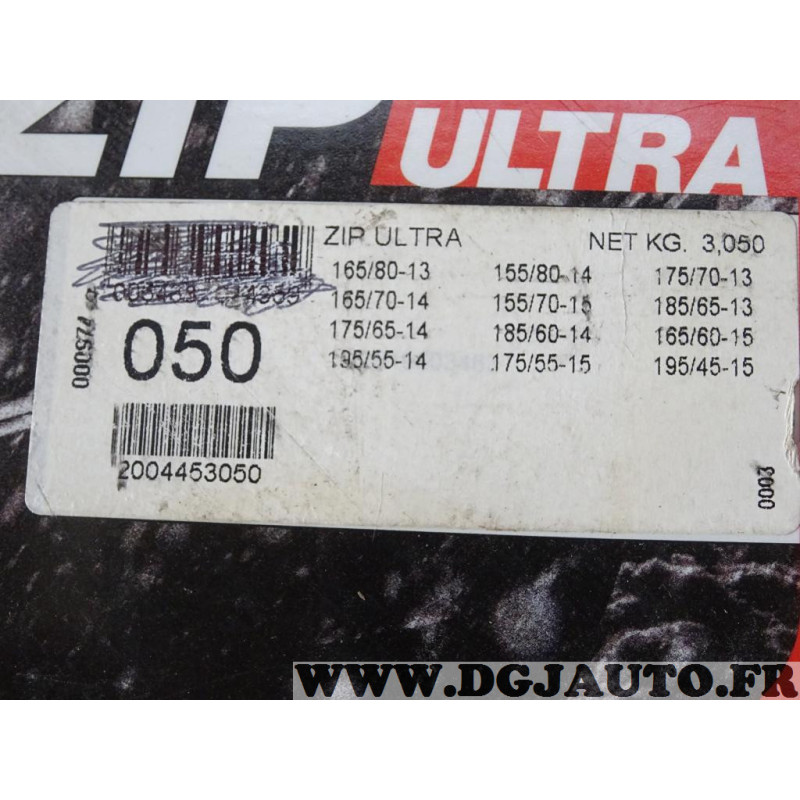 ZIP ULTRA
ZIP ULTRA NET KG. 3,050
165/80-13 155/80-14 175/70-13
165/70-14 155/70-15 185/65-13
175/65-14 185/60-14 165/60-15
195/55-14 175/55-15 195/45-15
050
725000
2004453050
2000
WWW.DGJAUTO.FR